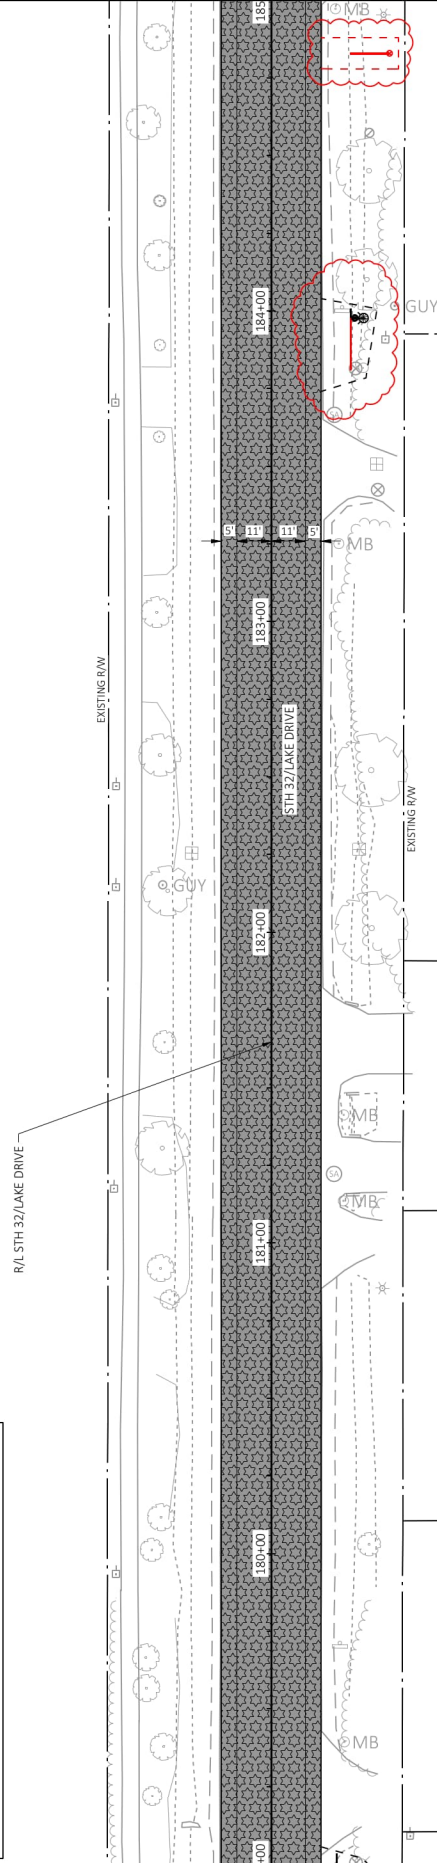 185
MB
184+00
GUY
SA
5' 11' 11' 5'
MB
183+00
EXISTING R/W
STH 32/LAKE DRIVE
EXISTING R/W
GUY
182+00
MB
R/L STH 32/LAKE DRIVE
SA
MB
181+00
180+00
MB
+00